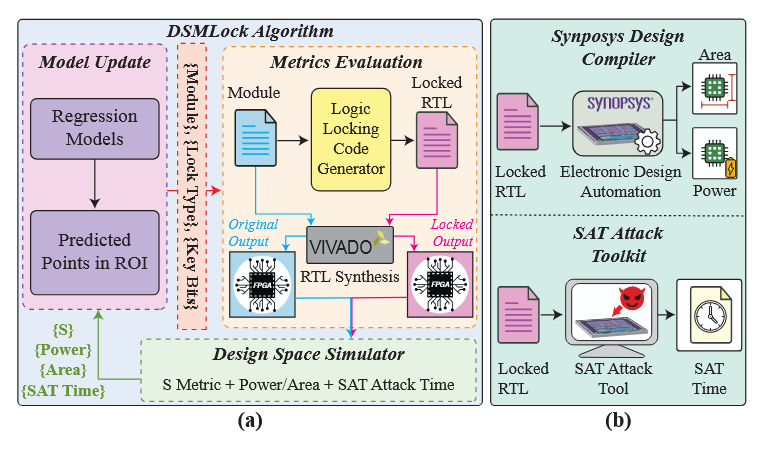 DSMLock Algorithm
Model Update
Regression
Models
Predicted
Points in ROI
{S}
{Power}
{Area}
{SAT Time}
{Module}, {Lock Type}, {Key Bits}
Metrics Evaluation
Module
Logic
Locking
Code
Generator
Locked
RTL
Original
Output
VIVADO
Locked
Output
FPGA
RTL Synthesis
FPGA
Design Space Simulator
S Metric + Power/Area + SAT Attack Time
(a)
Synposys Design
Compiler
Area
SYNOPSYS®
Locked
RTL
Electronic Design
Automation
Power
SAT Attack
Toolkit
Locked
RTL
SAT Attack
Tool
SAT
Time
(b)